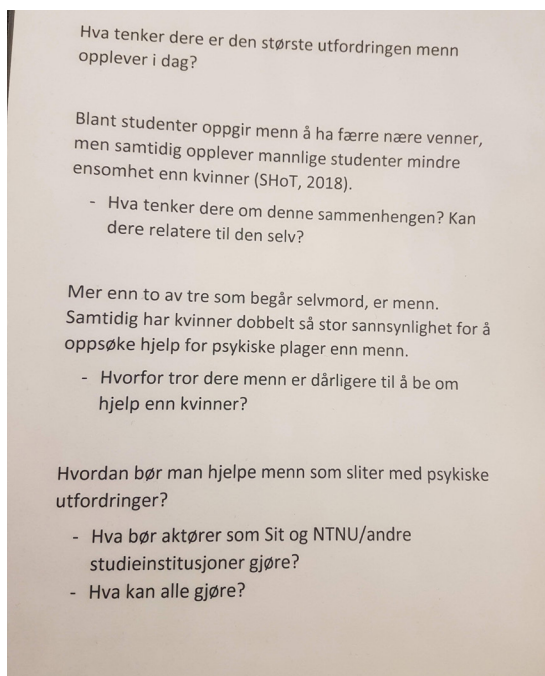 Hva tenker dere er den største utfordringen menn
opplever i dag?
Blant studenter oppgir menn å ha færre nære venner,
men samtidig opplever mannlige studenter mindre
ensomhet enn kvinner (SHoT, 2018).
- Hva tenker dere om denne sammenhengen? Kan
dere relatere til den selv?
Mer enn to av tre som begår selvmord, er menn.
Samtidig har kvinner dobbelt så stor sannsynlighet for å
oppsøke hjelp for psykiske plager enn menn.
- Hvorfor tror dere menn er dårligere til å be om
hjelp enn kvinner?
Hvordan bør man hjelpe menn som sliter med psykiske
utfordringer?
- Hva bør aktører som Sit og NTNU/andre
studieinstitusjoner gjøre?
- Hva kan alle gjøre?